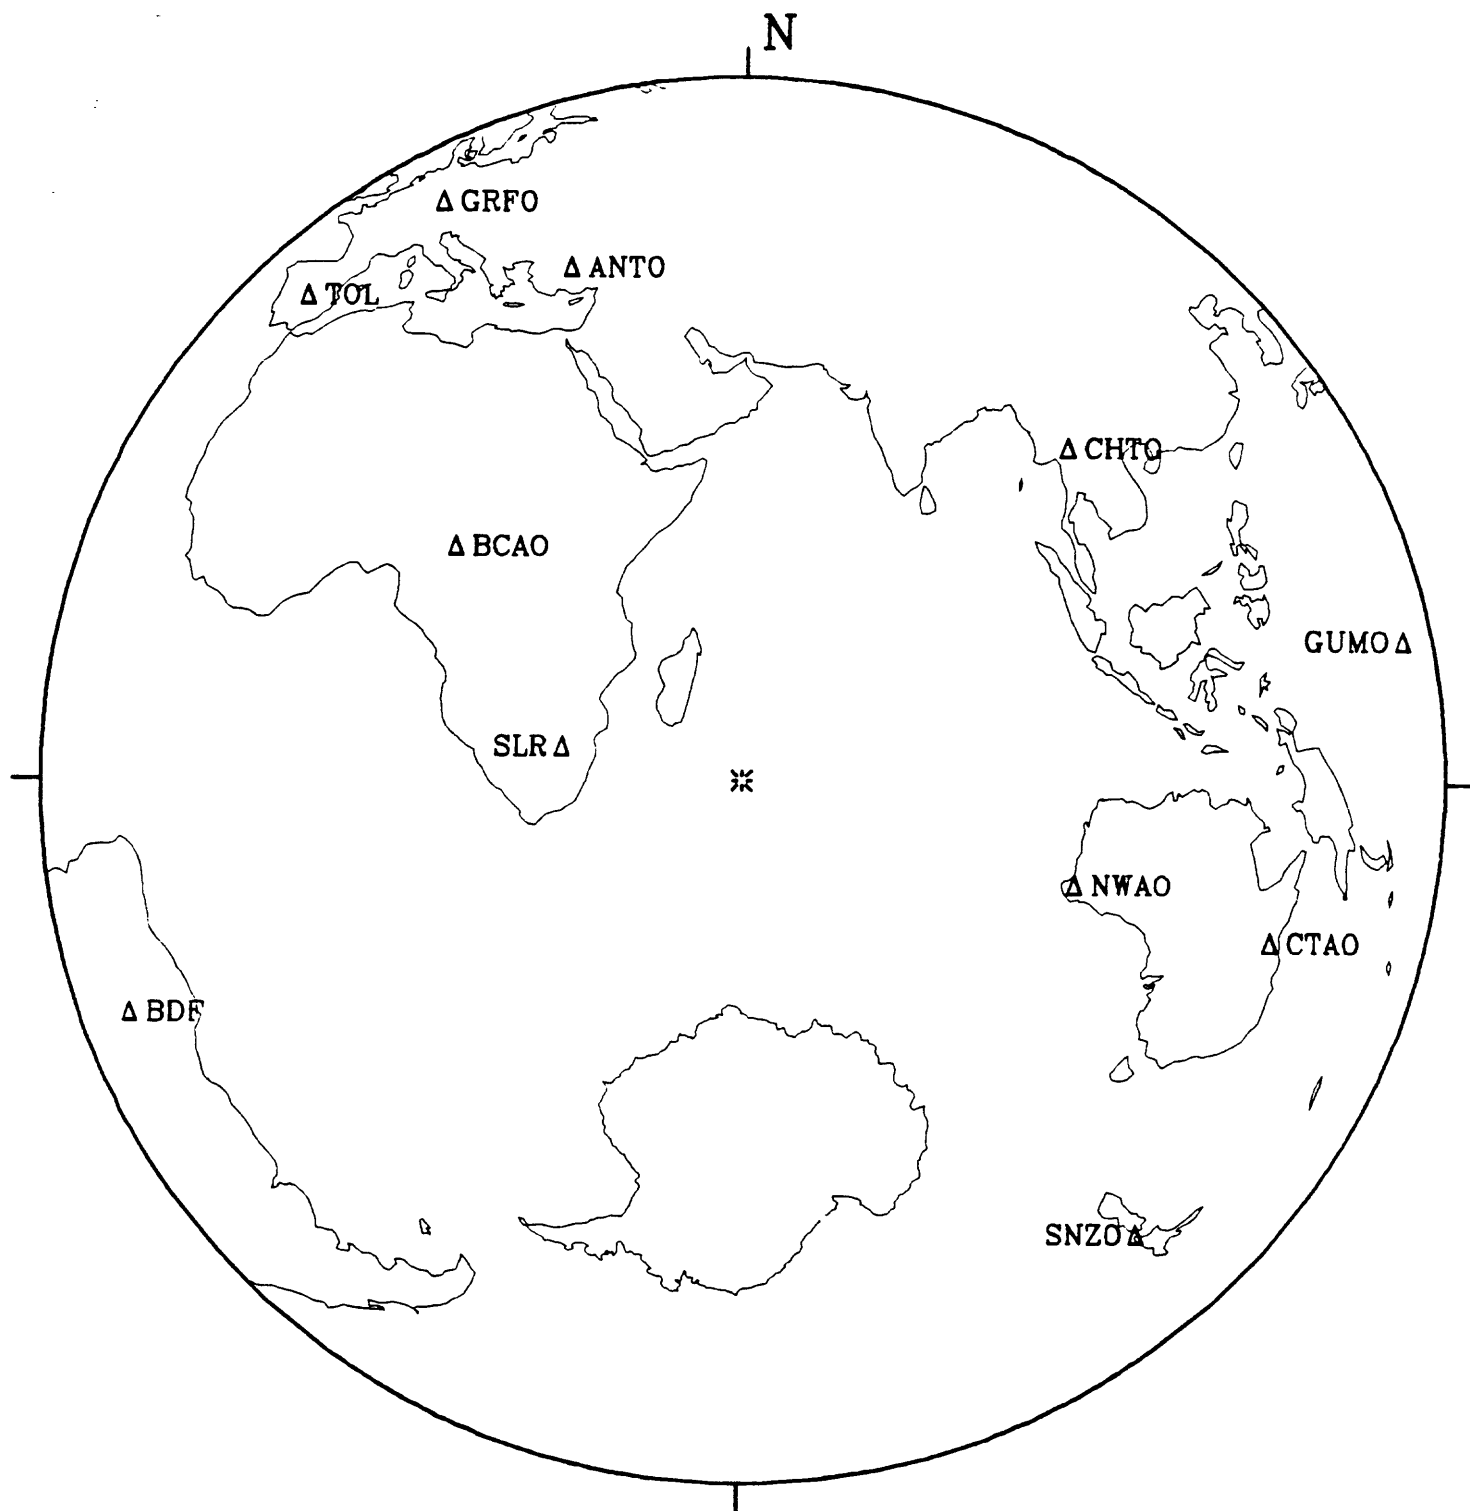 N
GRFO
ANTO
TOL
CHTO
BCAO
GUMO
SLR
NWAO
CTAO
BDF
SNZO